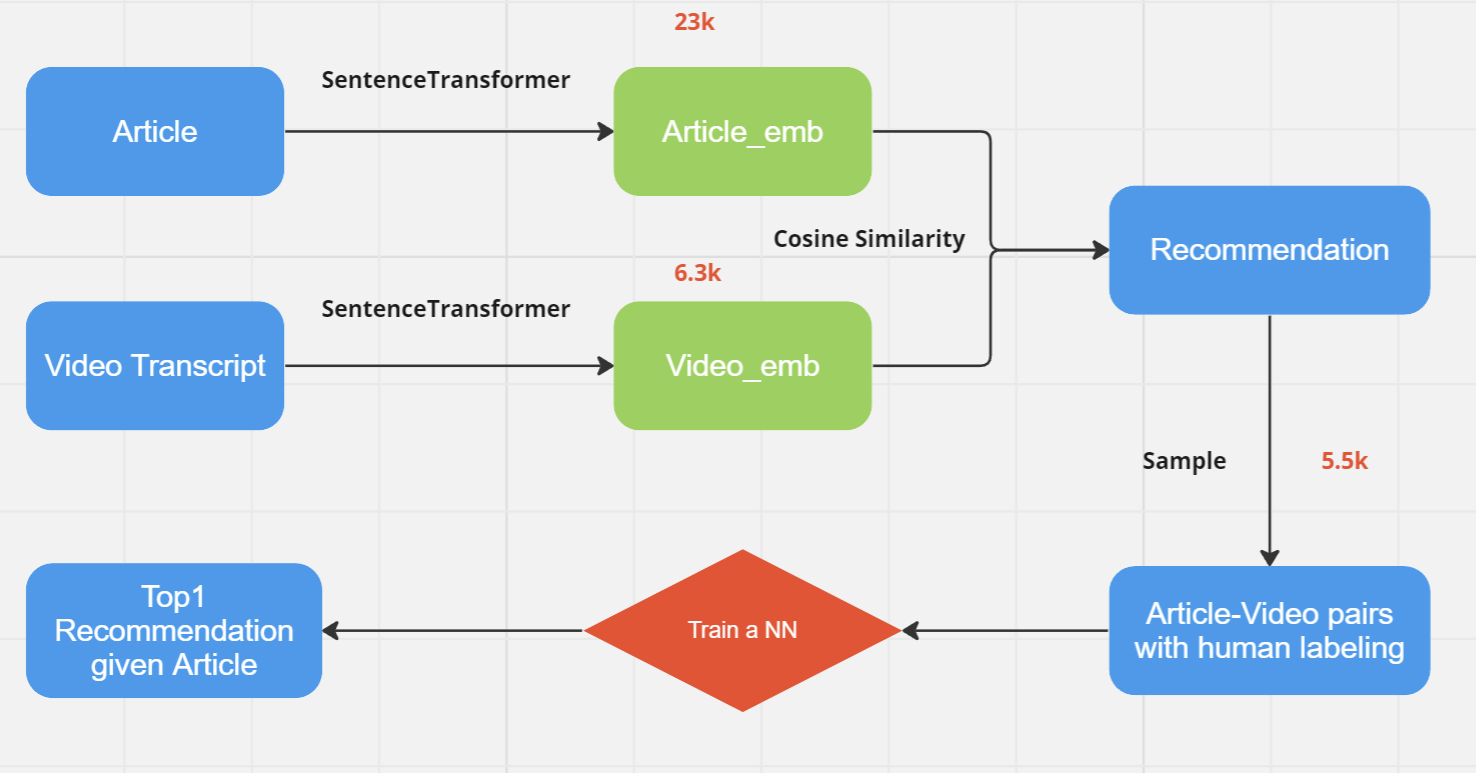 23k
SentenceTransformer
Article
Article_emb
Cosine Similarity
Recommendation
6.3k
SentenceTransformer
Video Transcript
Video_emb
Sample
5.5k
Top1
Recommendation
given Article
Train a NN
Article-Video pairs
with human labeling